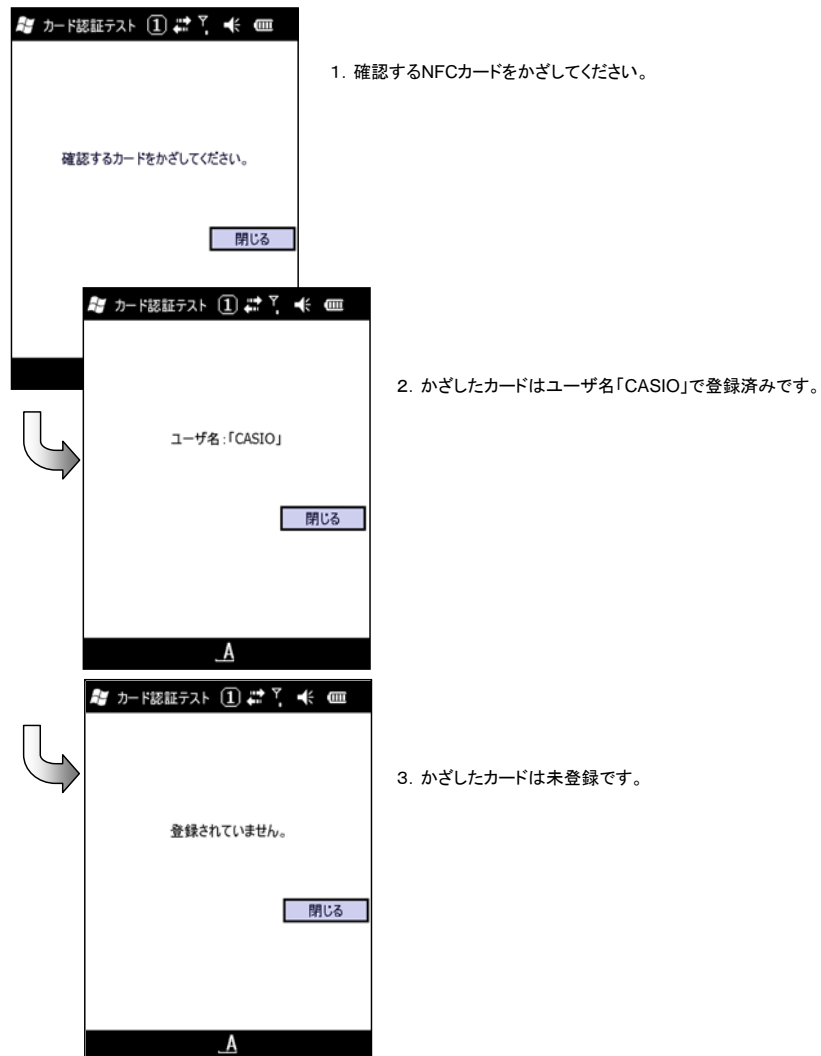 カード認証テスト 1
1．確認するNFCカードをかざしてください。
確認するカードをかざしてください。
閉じる
カード認証テスト 1
2．かざしたカードはユーザ名「CASIO」で登録済みです。
ユーザ名：「CASIO」
閉じる
A
カード認証テスト 1
3．かざしたカードは未登録です。
登録されていません。
閉じる
A